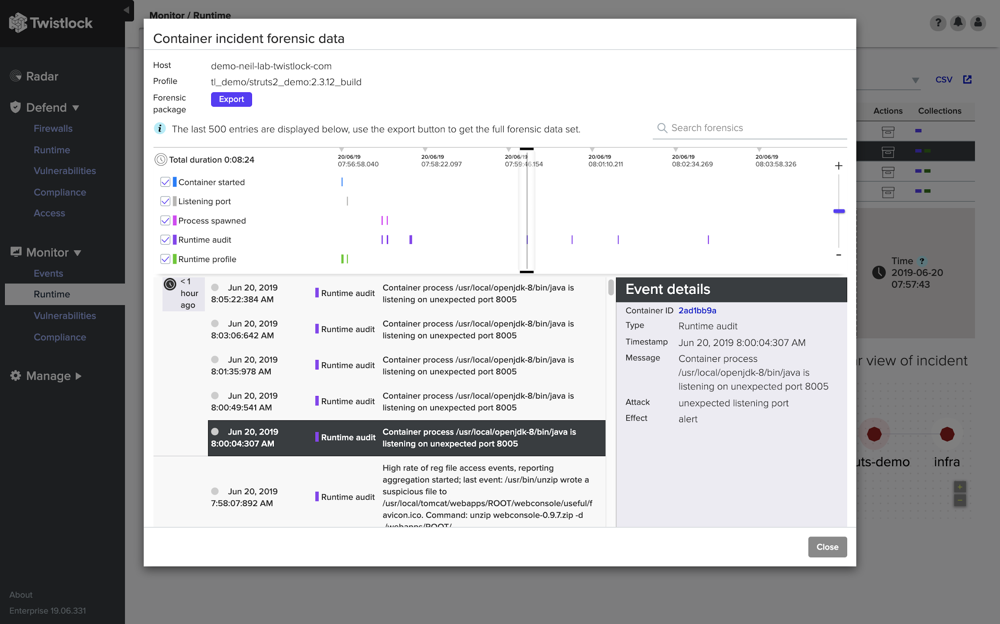 Twistlock
Monitor / Runtime
?
Radar
Defend
Firewalls
Runtime
Vulnerabilities
Compliance
Access
Monitor
Events
Runtime
Vulnerabilities
Compliance
Manage
About
Enterprise 19.06.331
Container incident forensic data
Host demo-neil-lab-twistlock-com
Profile tl_demo/struts2_demo:2.3.12_build
Forensic
package
Export
i The last 500 entries are displayed below, use the export button to get the full forensic data set.
Search forensics
Total duration 0:08:24
20/06/19
07:56:58.040
20/06/19
07:58:22.097
20/06/19
07:59:46.154
20/06/19
08:01:10.211
20/06/19
08:02:34.269
20/06/19
08:03:58.326
+
Container started
Listening port
Process spawned
Runtime audit
Runtime profile
-
< 1
hour
ago
Jun 20, 2019
8:05:22:384 AM
Runtime audit
Container process /usr/local/openjdk-8/bin/java is
listening on unexpected port 8005
Jun 20, 2019
8:03:06:642 AM
Runtime audit
Container process /usr/local/openjdk-8/bin/java is
listening on unexpected port 8005
Jun 20, 2019
8:01:35:978 AM
Runtime audit
Container process /usr/local/openjdk-8/bin/java is
listening on unexpected port 8005
Jun 20, 2019
8:00:49:541 AM
Runtime audit
Container process /usr/local/openjdk-8/bin/java is
listening on unexpected port 8005
Jun 20, 2019
8:00:04:307 AM
Runtime audit
Container process /usr/local/openjdk-8/bin/java is
listening on unexpected port 8005
Jun 20, 2019
7:58:07:892 AM
Runtime audit
High rate of reg file access events, reporting
aggregation started; last event: /usr/bin/unzip wrote a
suspicious file to
/usr/local/tomcat/webapps/ROOT/webconsole/useful/f
avicon.ico. Command: unzip webconsole-0.9.7.zip -d
./webapps/ROOT/
Event details
Container ID 2ad1bb9a
Type Runtime audit
Timestamp Jun 20, 2019 8:00:04:307 AM
Message Container process
/usr/local/openjdk-8/bin/java is
listening on unexpected port 8005
Attack unexpected listening port
Effect alert
Close
CSV
Actions Collections
Time ?
2019-06-20
07:57:43
r view of incident
uts-demo infra
+
−